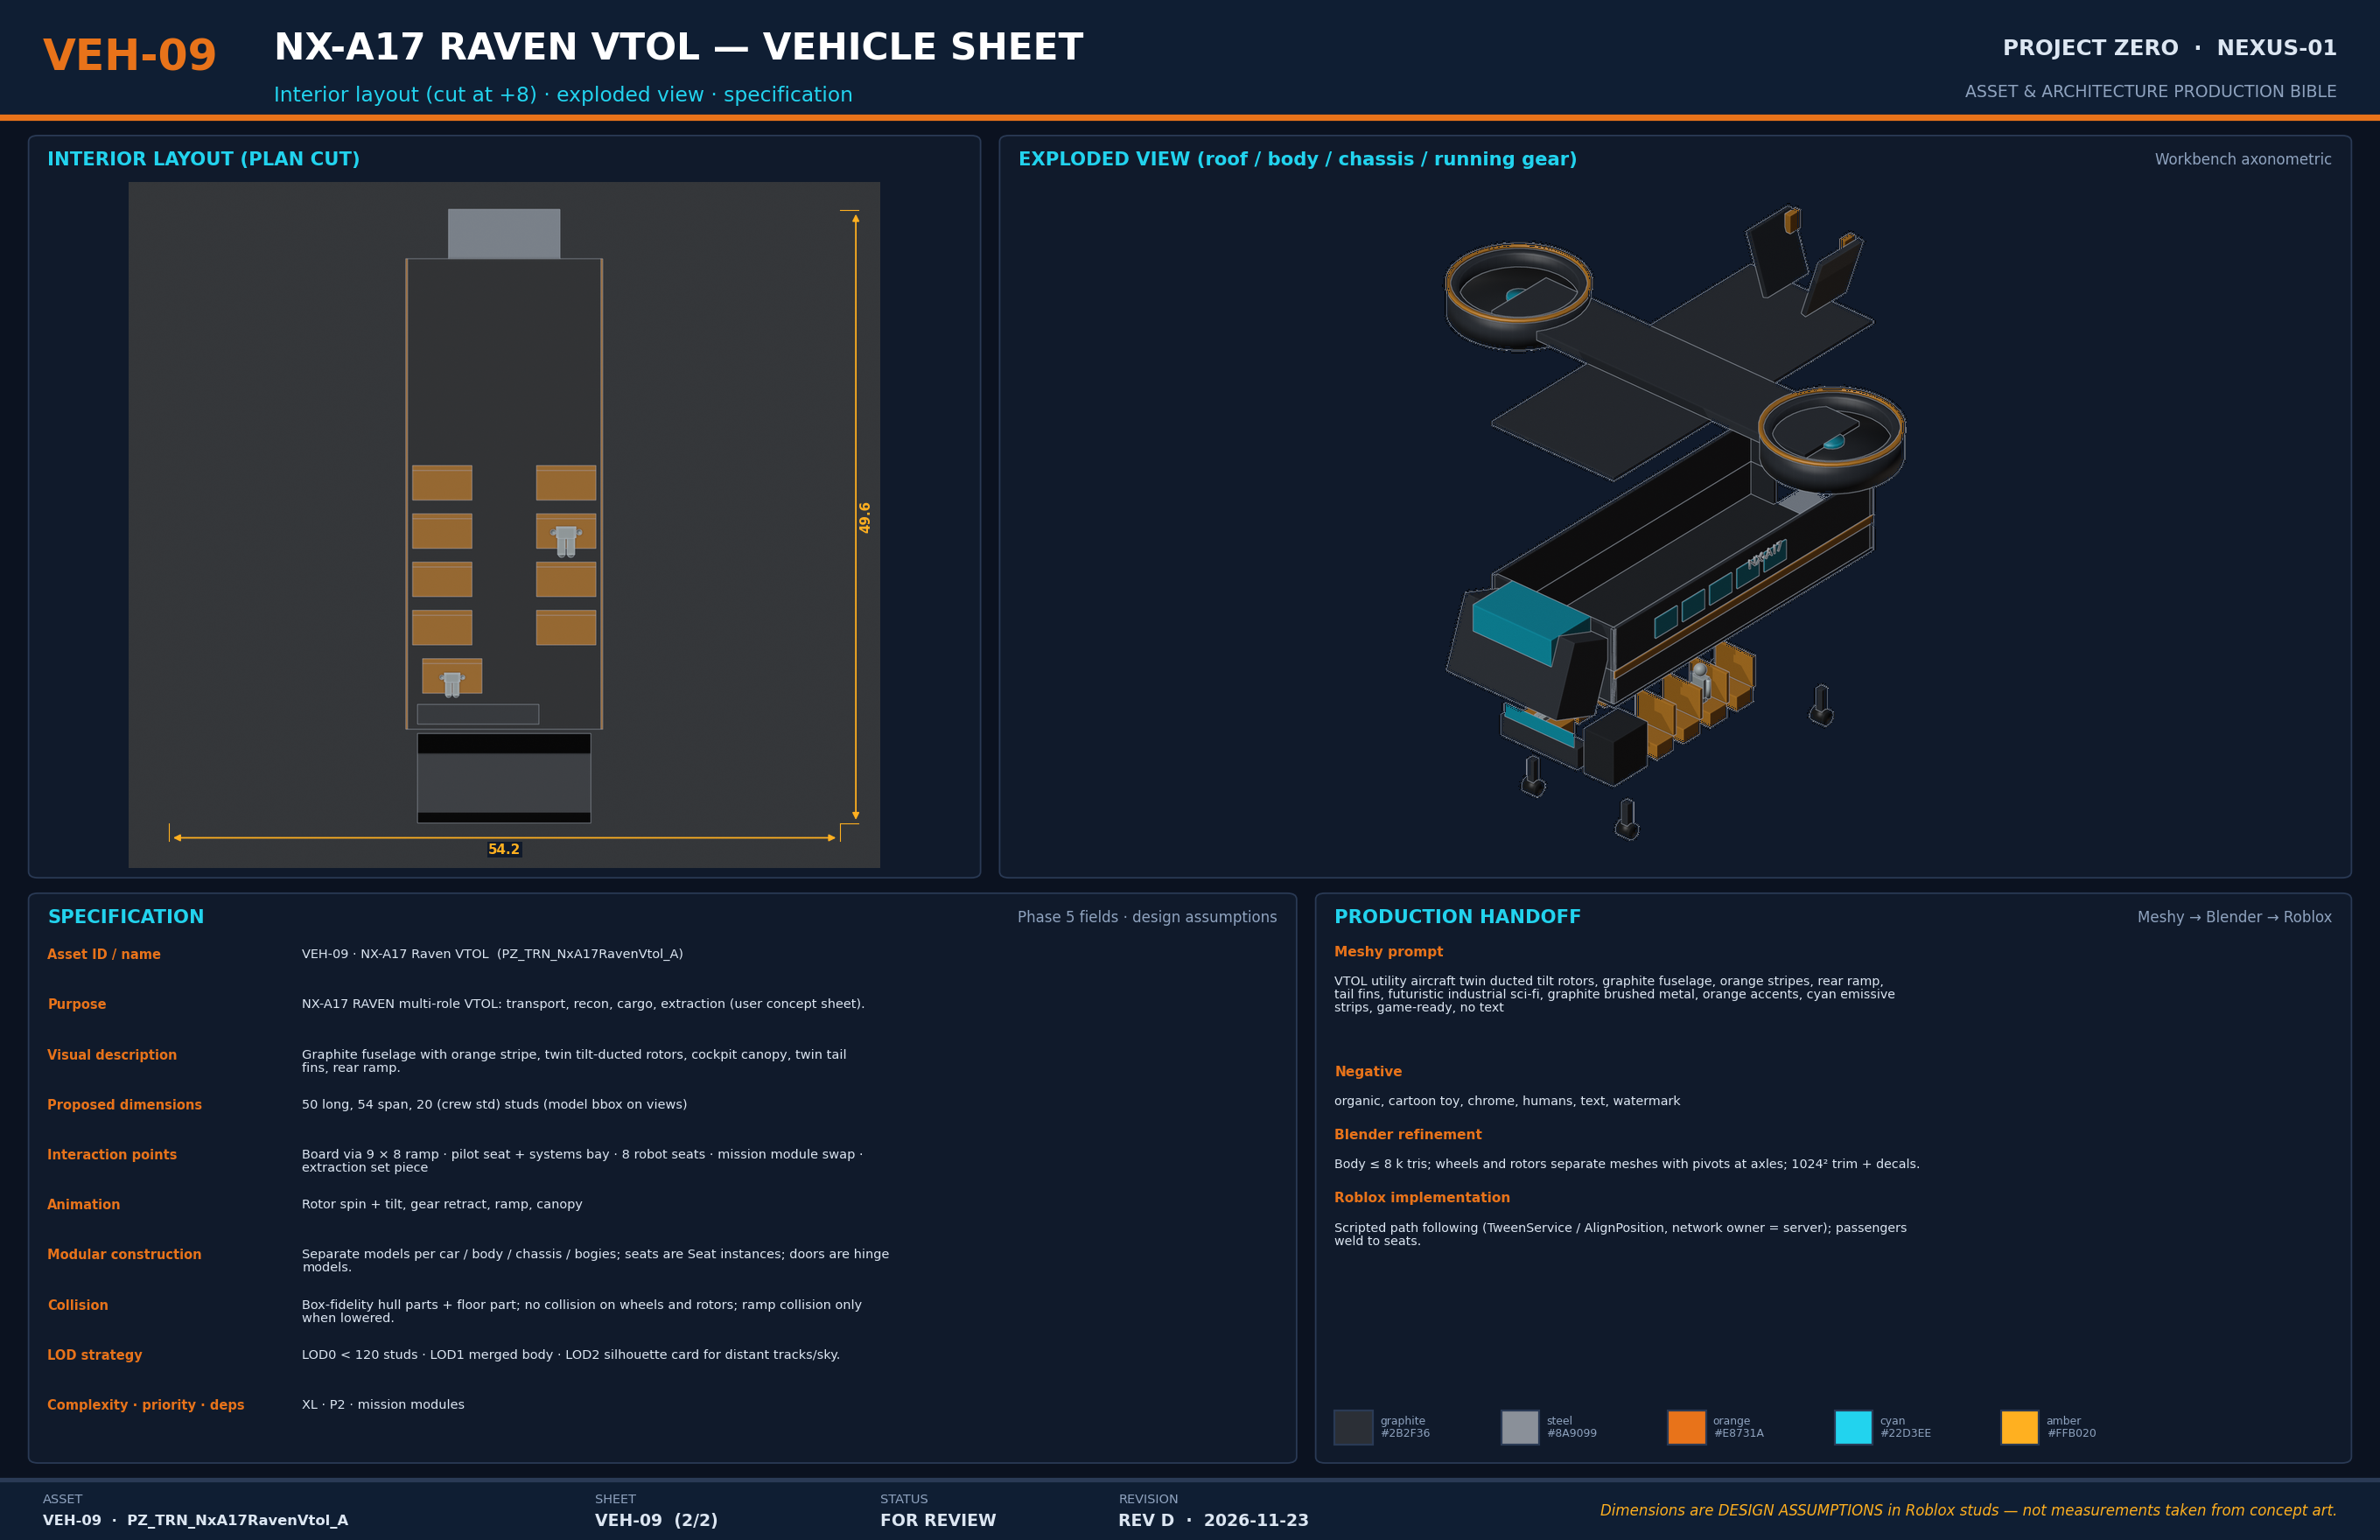 VEH-09
NX-A17 RAVEN VTOL — VEHICLE SHEET
Interior layout (cut at +8) · exploded view · specification
PROJECT ZERO · NEXUS-01
ASSET & ARCHITECTURE PRODUCTION BIBLE
INTERIOR LAYOUT (PLAN CUT)
49.6
54.2
EXPLODED VIEW (roof / body / chassis / running gear)
Workbench axonometric
SPECIFICATION
Phase 5 fields · design assumptions
Asset ID / name
VEH-09 · NX-A17 Raven VTOL (PZ_TRN_NxA17RavenVtol_A)
Purpose
NX-A17 RAVEN multi-role VTOL: transport, recon, cargo, extraction (user concept sheet).
Visual description
Graphite fuselage with orange stripe, twin tilt-ducted rotors, cockpit canopy, twin tail
fins, rear ramp.
Proposed dimensions
50 long, 54 span, 20 (crew std) studs (model bbox on views)
Interaction points
Board via 9 × 8 ramp · pilot seat + systems bay · 8 robot seats · mission module swap ·
extraction set piece
Animation
Rotor spin + tilt, gear retract, ramp, canopy
Modular construction
Separate models per car / body / chassis / bogies; seats are Seat instances; doors are hinge
models.
Collision
Box-fidelity hull parts + floor part; no collision on wheels and rotors; ramp collision only
when lowered.
LOD strategy
LOD0 < 120 studs · LOD1 merged body · LOD2 silhouette card for distant tracks/sky.
Complexity · priority · deps
XL · P2 · mission modules
PRODUCTION HANDOFF
Meshy → Blender → Roblox
Meshy prompt
VTOL utility aircraft twin ducted tilt rotors, graphite fuselage, orange stripes, rear ramp,
tail fins, futuristic industrial sci-fi, graphite brushed metal, orange accents, cyan emissive
strips, game-ready, no text
Negative
organic, cartoon toy, chrome, humans, text, watermark
Blender refinement
Body ≤ 8 k tris; wheels and rotors separate meshes with pivots at axles; 1024² trim + decals.
Roblox implementation
Scripted path following (TweenService / AlignPosition, network owner = server); passengers
weld to seats.
graphite
#2B2F36
steel
#8A9099
orange
#E8731A
cyan
#22D3EE
amber
#FFB020
ASSET
VEH-09 · PZ_TRN_NxA17RavenVtol_A
SHEET
VEH-09 (2/2)
STATUS
FOR REVIEW
REVISION
REV D · 2026-11-23
Dimensions are DESIGN ASSUMPTIONS in Roblox studs — not measurements taken from concept art.